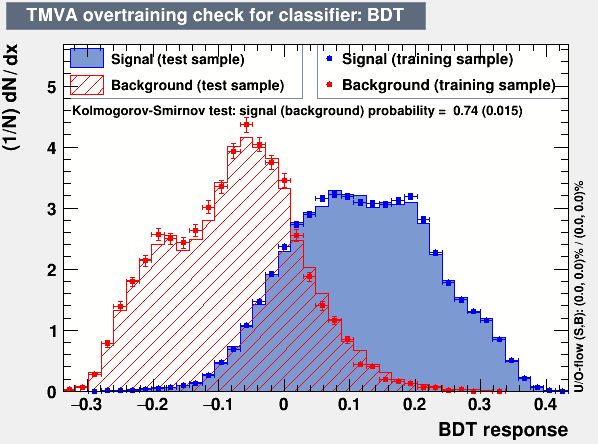 TMVA overtraining check for classifier: BDT
(1/N) dN / dx
Signal (test sample)
Signal (training sample)
Background (test sample)
Background (training sample)
Kolmogorov-Smirnov test: signal (background) probability = 0.74 (0.015)
5
4
3
2
1
0
−0.3 −0.2 −0.1 0 0.1 0.2 0.3 0.4
BDT response
U/O-flow (S,B): (0.0, 0.0)% / (0.0, 0.0)%